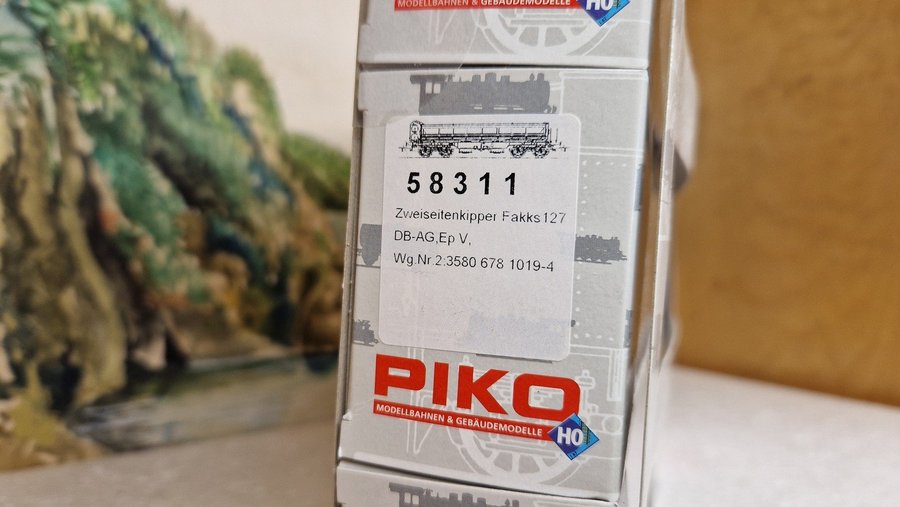 MODELLBAHNEN & GEBÄUDEMODELLE
H0
58311
Zweiseitenkipper Fakks127
DB-AG,Ep V,
Wg.Nr.2:3580 678 1019-4
PIKO
MODELLBAHNEN & GEBÄUDEMODELLE
H0